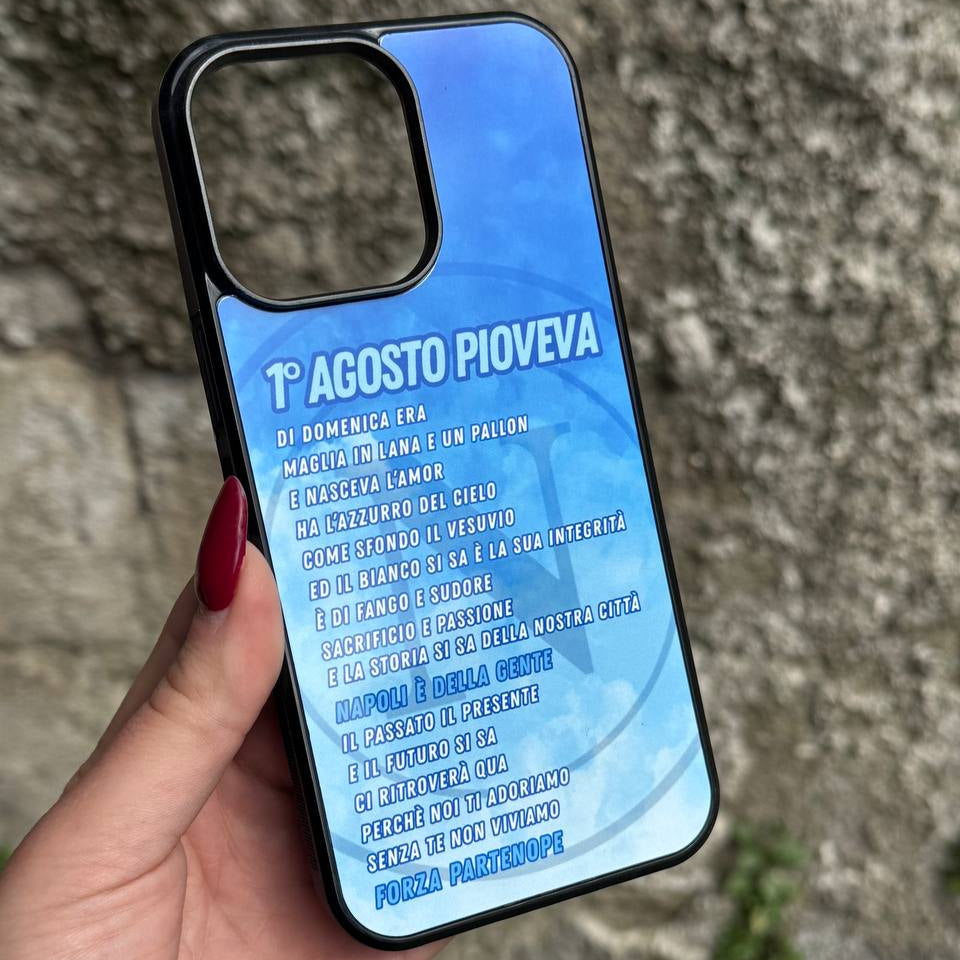 1° AGOSTO PIOVEVA
DI DOMENICA ERA
MAGLIA IN LANA E UN PALLON
E NASCEVA L'AMOR
HA L'AZZURRO DEL CIELO
COME SFONDO IL VESUVIO
ED IL BIANCO SI SA È LA SUA INTEGRITÀ
È DI FANGO E SUDORE
SACRIFICIO E PASSIONE
E LA STORIA SI SA DELLA NOSTRA CITTÀ
NAPOLI È DELLA GENTE
IL PASSATO IL PRESENTE
E IL FUTURO SI SA
CI RITROVERÀ QUA
PERCHÈ NOI TI ADORIAMO
SENZA TE NON VIVIAMO
FORZA PARTENOPE
N